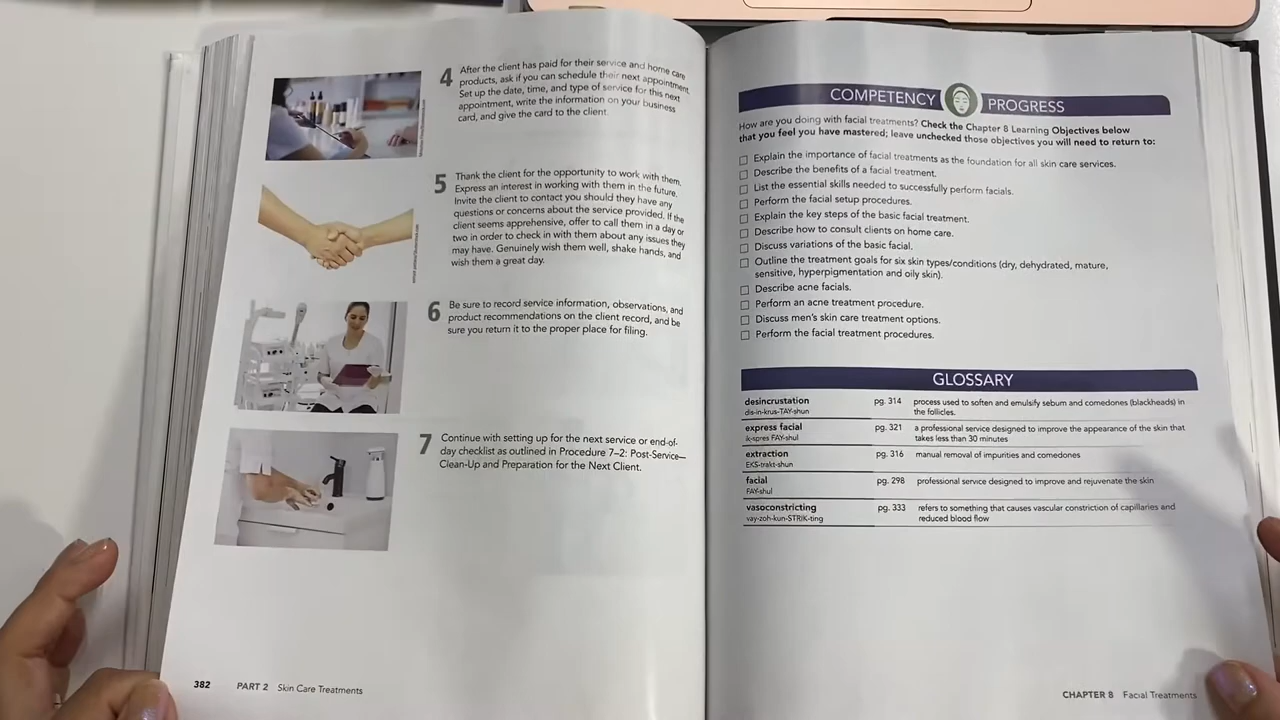 4
After the client has paid for their service and home care
products, ask if you can schedule their next appointment.
Set up the date, time, and type of service for this next
appointment, write the information on your business
card, and give the card to the client.
5
Thank the client for the opportunity to work with them.
Express an interest in working with them in the future.
Invite the client to contact you should they have any
questions or concerns about the service provided. If the
client seems apprehensive, offer to call them in a day or
two in order to check in with them about any issues they
may have. Genuinely wish them well, shake hands, and
wish them a great day.
6
Be sure to record service information, observations, and
product recommendations on the client record, and be
sure you return it to the proper place for filing.
7
Continue with setting up for the next service or end-of-
day checklist as outlined in Procedure 7–2: Post-Service—
Clean-Up and Preparation for the Next Client.
382 PART 2 Skin Care Treatments
COMPETENCY PROGRESS
How are you doing with facial treatments? Check the Chapter 8 Learning Objectives below
that you feel you have mastered; leave unchecked those objectives you will need to return to:
☐ Explain the importance of facial treatments as the foundation for all skin care services.
☐ Describe the benefits of a facial treatment.
☐ List the essential skills needed to successfully perform facials.
☐ Perform the facial setup procedures.
☐ Explain the key steps of the basic facial treatment.
☐ Describe how to consult clients on home care.
☐ Discuss variations of the basic facial.
☐ Outline the treatment goals for six skin types/conditions (dry, dehydrated, mature,
sensitive, hyperpigmentation and oily skin).
☐ Describe acne facials.
☐ Perform an acne treatment procedure.
☐ Discuss men's skin care treatment options.
☐ Perform the facial treatment procedures.
GLOSSARY
desincrustation pg. 314 process used to soften and emulsify sebum and comedones (blackheads) in
dis-in-krus-TAY-shun the follicles.
express facial pg. 321 a professional service designed to improve the appearance of the skin that
ik-spres FAY-shul takes less than 30 minutes
extraction pg. 316 manual removal of impurities and comedones
EKS-trakt-shun
facial pg. 298 professional service designed to improve and rejuvenate the skin
FAY-shul
vasoconstricting pg. 333 refers to something that causes vascular constriction of capillaries and
vay-zoh-kun-STRIK-ting reduced blood flow
CHAPTER 8 Facial Treatments